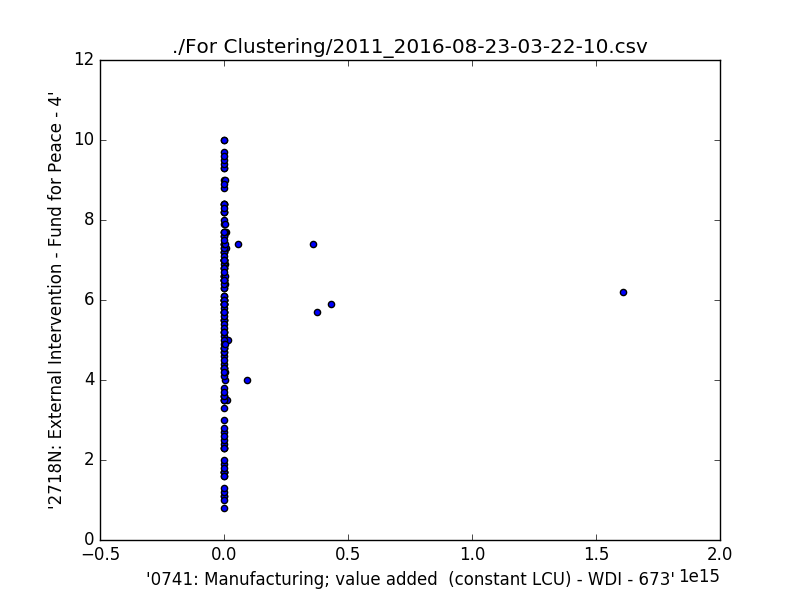 ./For Clustering/2011_2016-08-23-03-22-10.csv
12
10
8
6
4
2
0
'2718N: External Intervention - Fund for Peace - 4'
−0.5 0.0 0.5 1.0 1.5 2.0
1e15
'0741: Manufacturing; value added  (constant LCU) - WDI - 673'